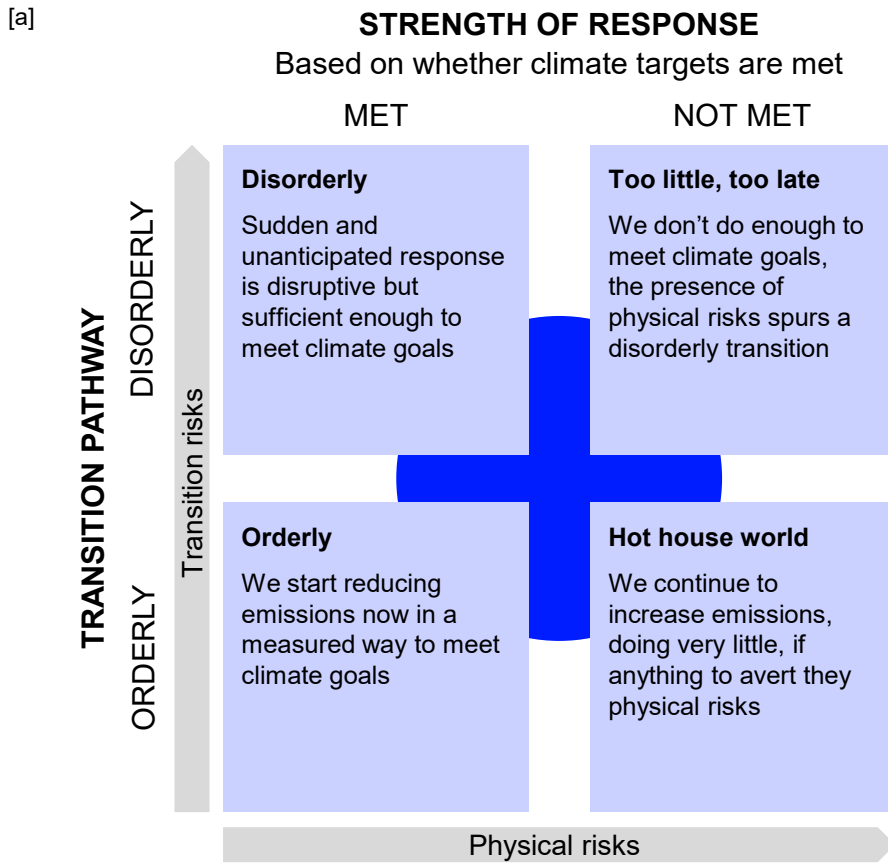 [a]
STRENGTH OF RESPONSE
Based on whether climate targets are met
MET
NOT MET
TRANSITION PATHWAY
DISORDERLY
ORDERLY
Transition risks
Disorderly
Sudden and
unanticipated response
is disruptive but
sufficient enough to
meet climate goals
Too little, too late
We don’t do enough to
meet climate goals,
the presence of
physical risks spurs a
disorderly transition
Orderly
We start reducing
emissions now in a
measured way to meet
climate goals
Hot house world
We continue to
increase emissions,
doing very little, if
anything to avert they
physical risks
Physical risks